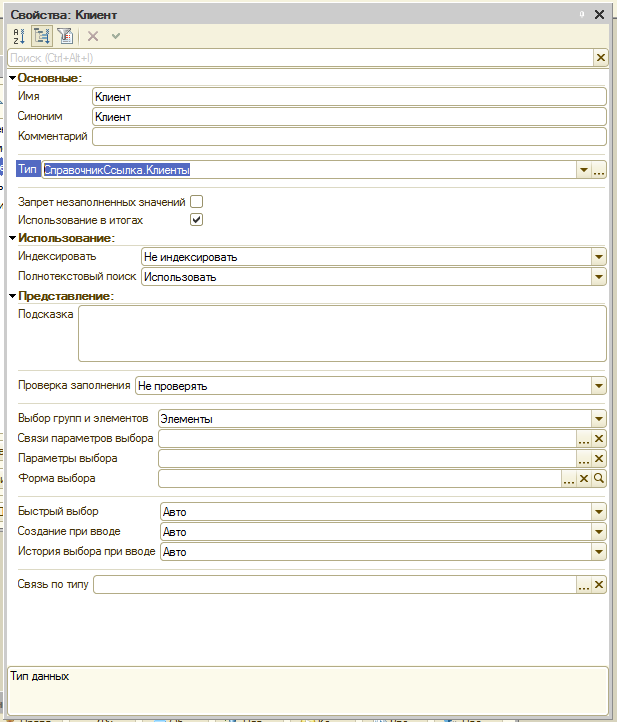 Свойства: Клиент
Поиск (Ctrl+Alt+I)
Основные:
Имя Клиент
Синоним Клиент
Комментарий
Тип СправочникСсылка.Клиенты
Запрет незаполненных значений
Использование в итогах
Использование:
Индексировать Не индексировать
Полнотекстовый поиск Использовать
Представление:
Подсказка
Проверка заполнения Не проверять
Выбор групп и элементов Элементы
Связи параметров выбора
Параметры выбора
Форма выбора
Быстрый выбор Авто
Создание при вводе Авто
История выбора при вводе Авто
Связь по типу
Тип данных